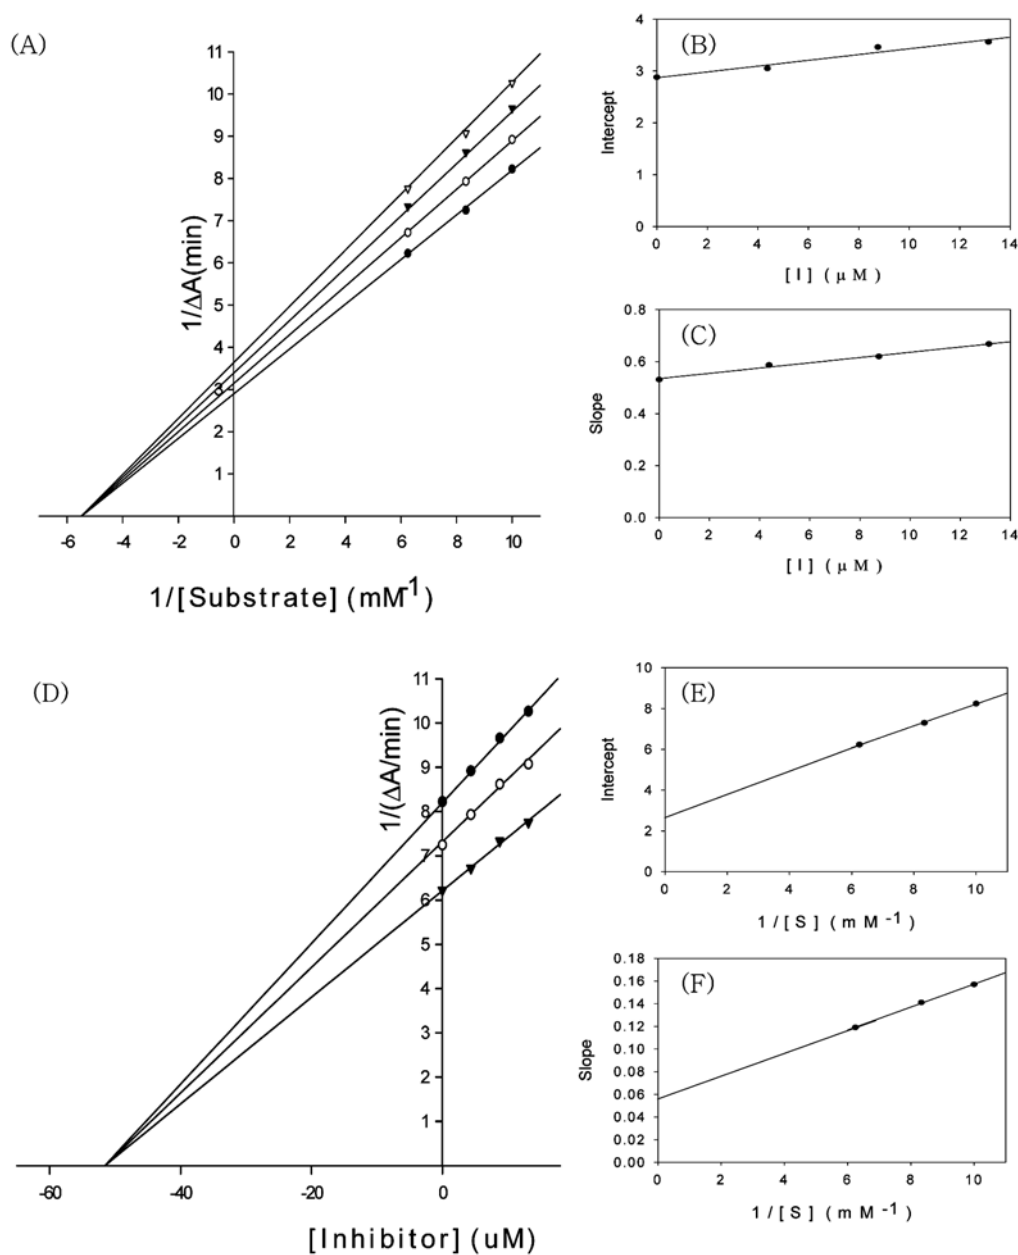 (A)
11
10
9
8
7
6
5
4
3
2
1
1/ΔA(min)
-6 -4 -2 0 2 4 6 8 10
1/[Substrate] (mM-1)
(B)
4
3
2
1
0
Intercept
0 2 4 6 8 10 12 14
[I] (μM)
(C)
0.8
0.6
0.4
0.2
0.0
Slope
0 2 4 6 8 10 12 14
[I] (μM)
(D)
11
10
9
8
7
6
5
4
3
2
1
1/(ΔA/min)
-60 -40 -20 0
[Inhibitor] (uM)
(E)
10
8
6
4
2
0
Intercept
0 2 4 6 8 10
1/[S] (mM-1)
(F)
0.18
0.16
0.14
0.12
0.10
0.08
0.06
0.04
0.02
0.00
Slope
0 2 4 6 8 10
1/[S] (mM-1)